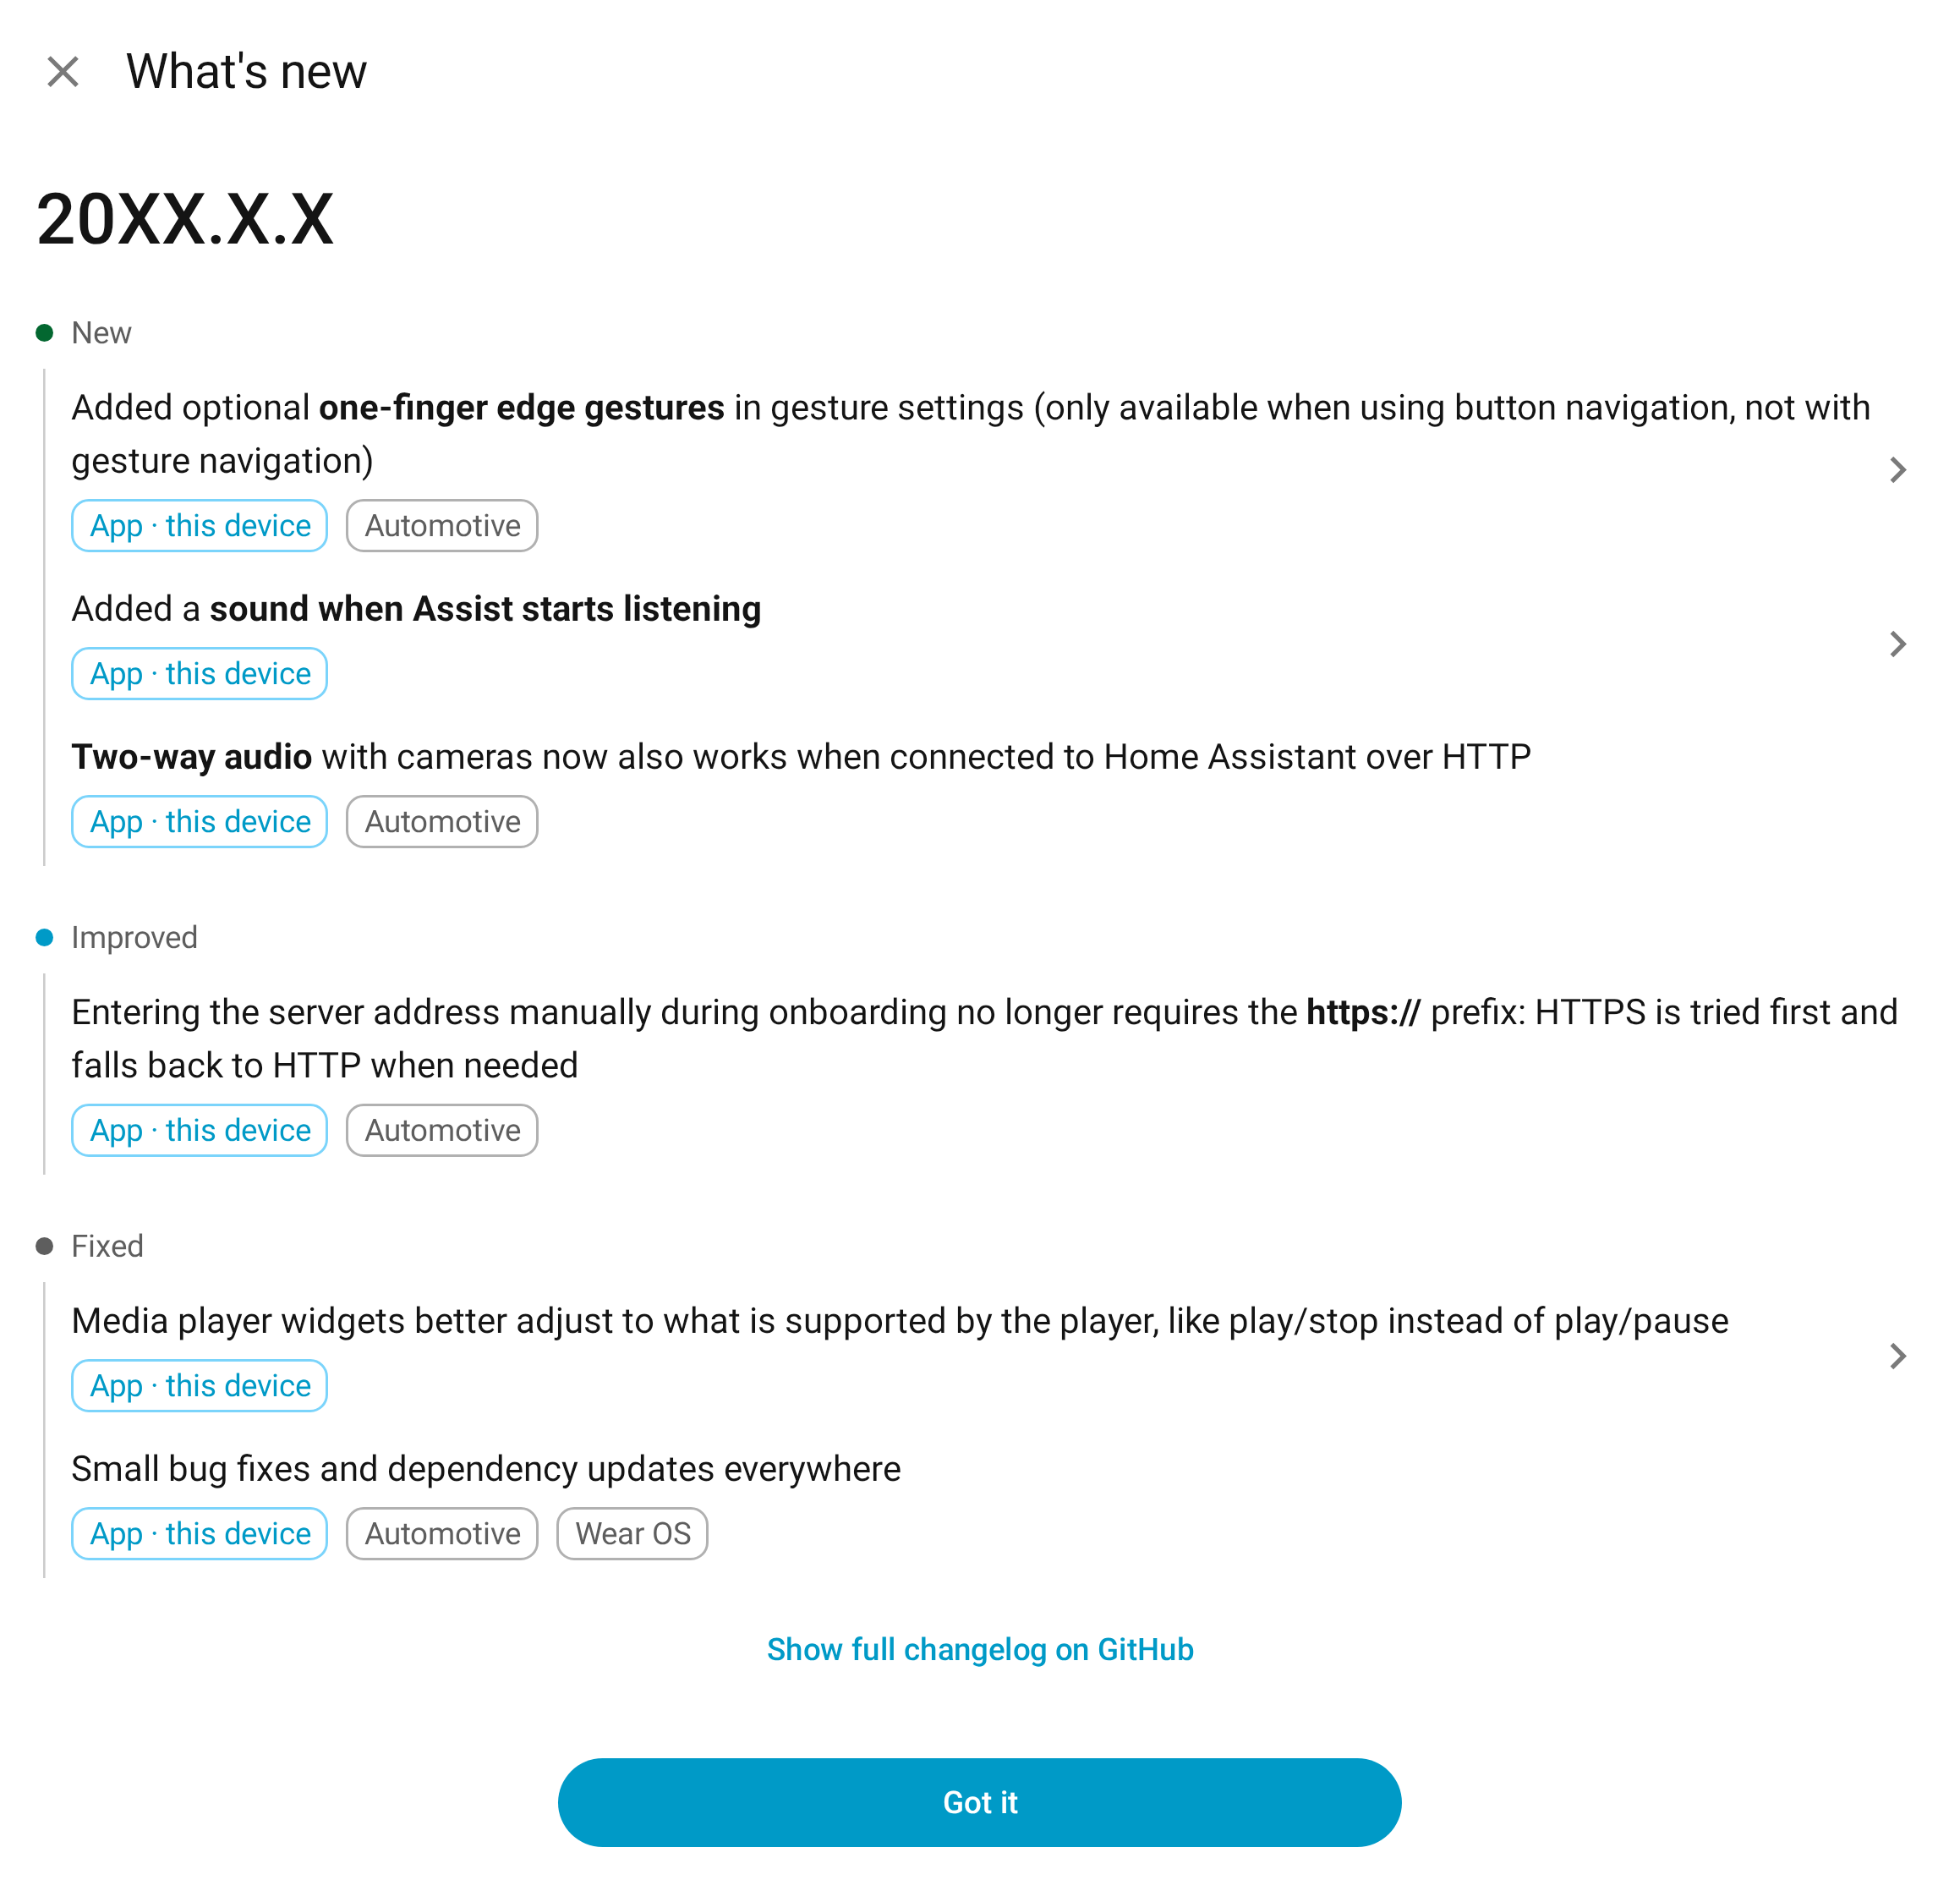 What's new
20XX.X.X
New
Added optional one-finger edge gestures in gesture settings (only available when using button navigation, not with
gesture navigation)
App · this device Automotive
Added a sound when Assist starts listening
App · this device
Two-way audio with cameras now also works when connected to Home Assistant over HTTP
App · this device Automotive
Improved
Entering the server address manually during onboarding no longer requires the https:// prefix: HTTPS is tried first and
falls back to HTTP when needed
App · this device Automotive
Fixed
Media player widgets better adjust to what is supported by the player, like play/stop instead of play/pause
App · this device
Small bug fixes and dependency updates everywhere
App · this device Automotive Wear OS
Show full changelog on GitHub
Got it